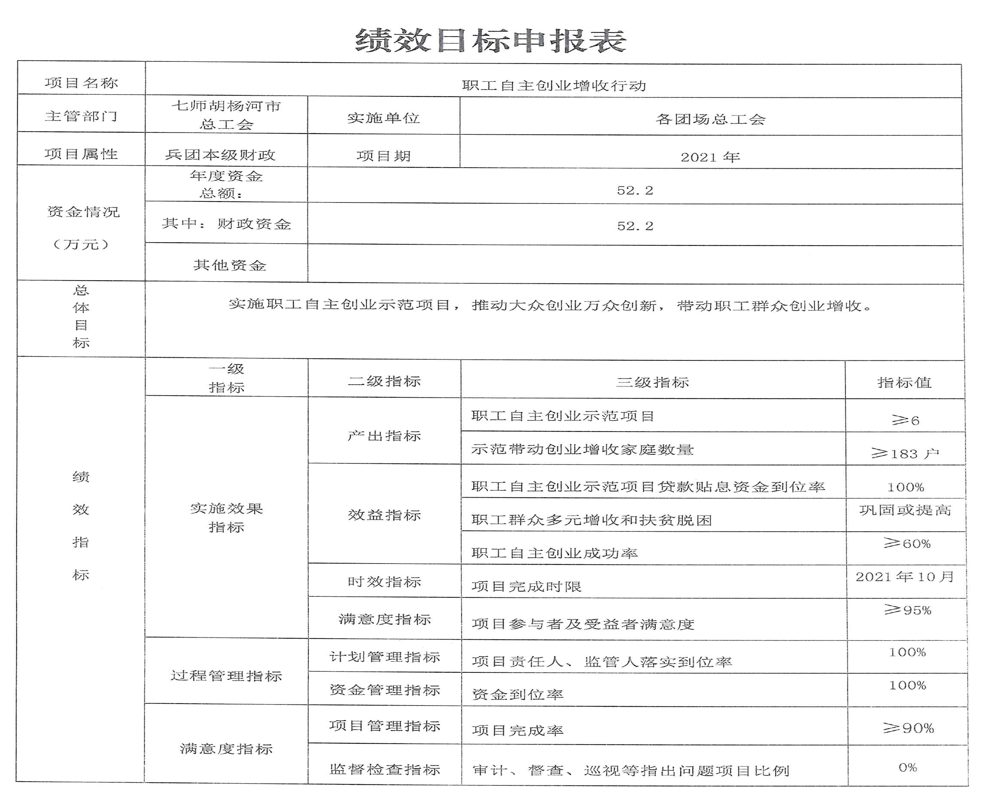 绩效目标申报表
项目名称
职工自主创业增收行动
主管部门
七师胡杨河市
总工会
实施单位
各团场总工会
项目属性
兵团本级财政
项目期
2021 年
资金情况
（万元）
年度资金
总额：
52.2
其中：财政资金
52.2
其他资金
总
体
目
标
实施职工自主创业示范项目，推动大众创业万众创新，带动职工群众创业增收。
绩
效
指
标
一级
指标
二级指标
三级指标
指标值
实施效果
指标
产出指标
职工自主创业示范项目
≥6
示范带动创业增收家庭数量
≥183 户
效益指标
职工自主创业示范项目贷款贴息资金到位率
100%
职工群众多元增收和扶贫脱困
巩固或提高
职工自主创业成功率
≥60%
时效指标
项目完成时限
2021 年 10 月
满意度指标
项目参与者及受益者满意度
≥95%
过程管理指标
计划管理指标
项目责任人、监管人落实到位率
100%
资金管理指标
资金到位率
100%
满意度指标
项目管理指标
项目完成率
≥90%
监督检查指标
审计、督查、巡视等指出问题项目比例
0%